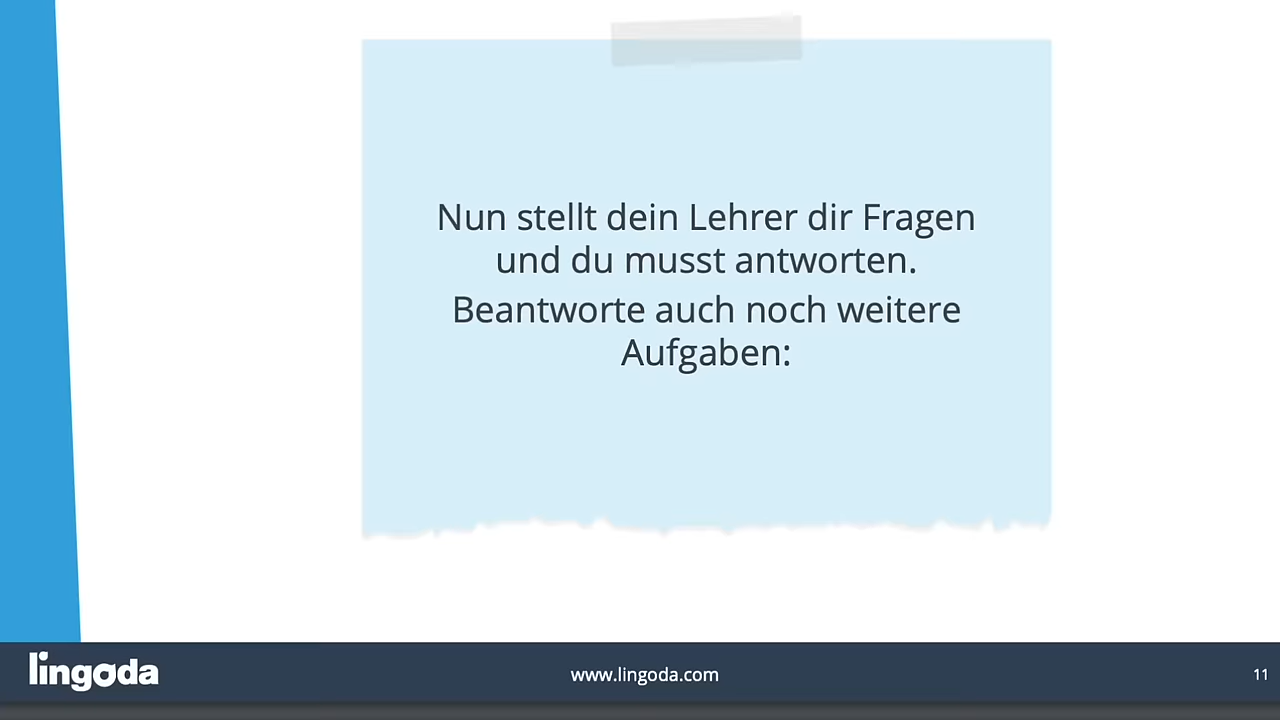 Nun stellt dein Lehrer dir Fragen
und du musst antworten.
Beantworte auch noch weitere
Aufgaben:
lingoda
www.lingoda.com
11